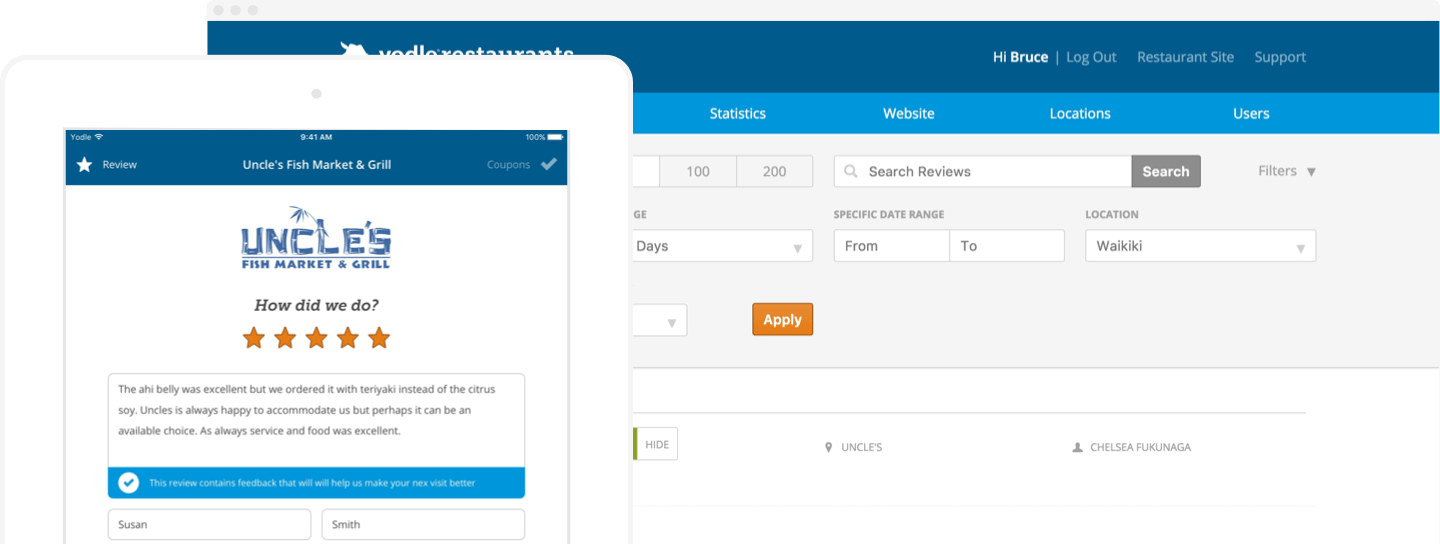 yodle restaurants
Hi Bruce | Log Out Restaurant Site Support
Statistics Website Locations Users
100 200 Search Reviews Search Filters
GE SPECIFIC DATE RANGE LOCATION
Days From To Waikiki
Apply
HIDE UNCLE'S CHELSEA FUKUNAGA
Yodle 9:41 AM 100%
Review Uncle's Fish Market & Grill Coupons
UNCLE'S
FISH MARKET & GRILL
How did we do?
The ahi belly was excellent but we ordered it with teriyaki instead of the citrus
soy. Uncles is always happy to accommodate us but perhaps it can be an
available choice. As always service and food was excellent.
This review contains feedback that will will help us make your nex visit better
Susan Smith